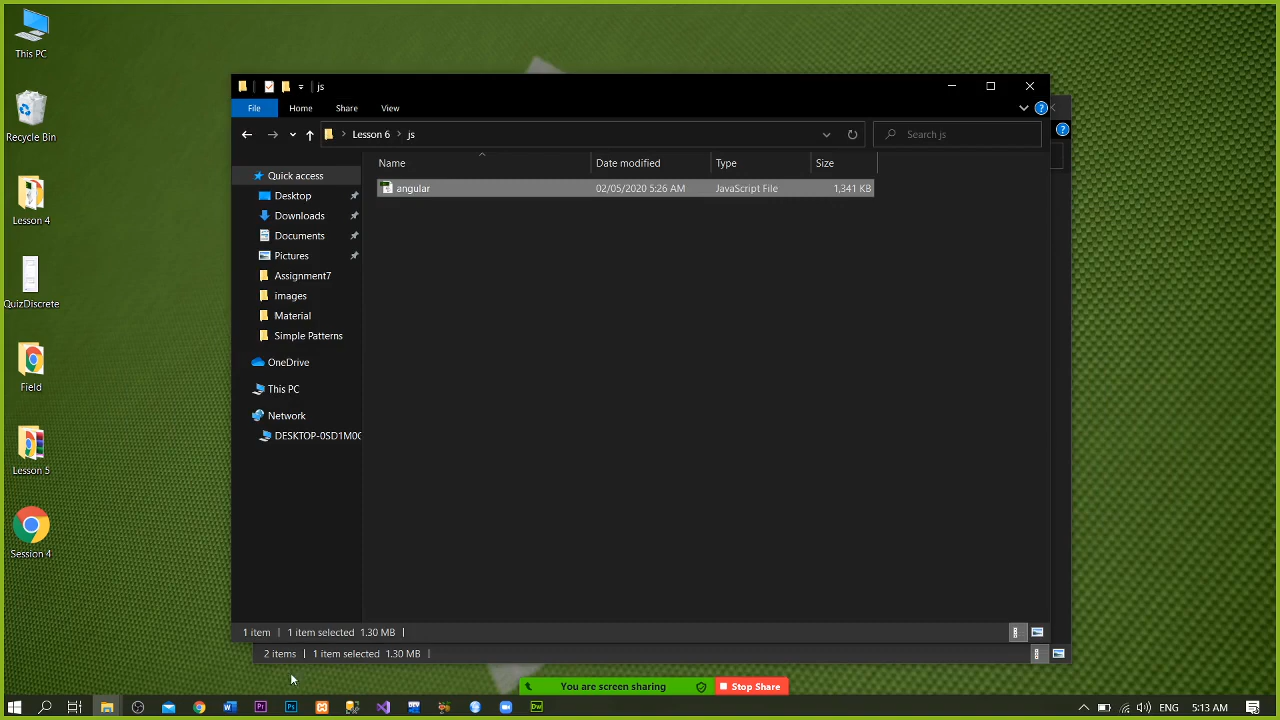 This PC
Recycle Bin
Lesson 4
QuizDiscrete
Field
Lesson 5
Session 4
js
File Home Share View
Lesson 6 js
Search js
Name Date modified Type Size
angular 02/05/2020 5:26 AM JavaScript File 1,341 KB
Quick access
Desktop
Downloads
Documents
Pictures
Assignment7
images
Material
Simple Patterns
OneDrive
This PC
Network
1 item 1 item selected 1.30 MB
2 items 1 item selected 1.30 MB
You are screen sharing Stop Share
W Pr Ps DEV Dw ENG 5:13 AM